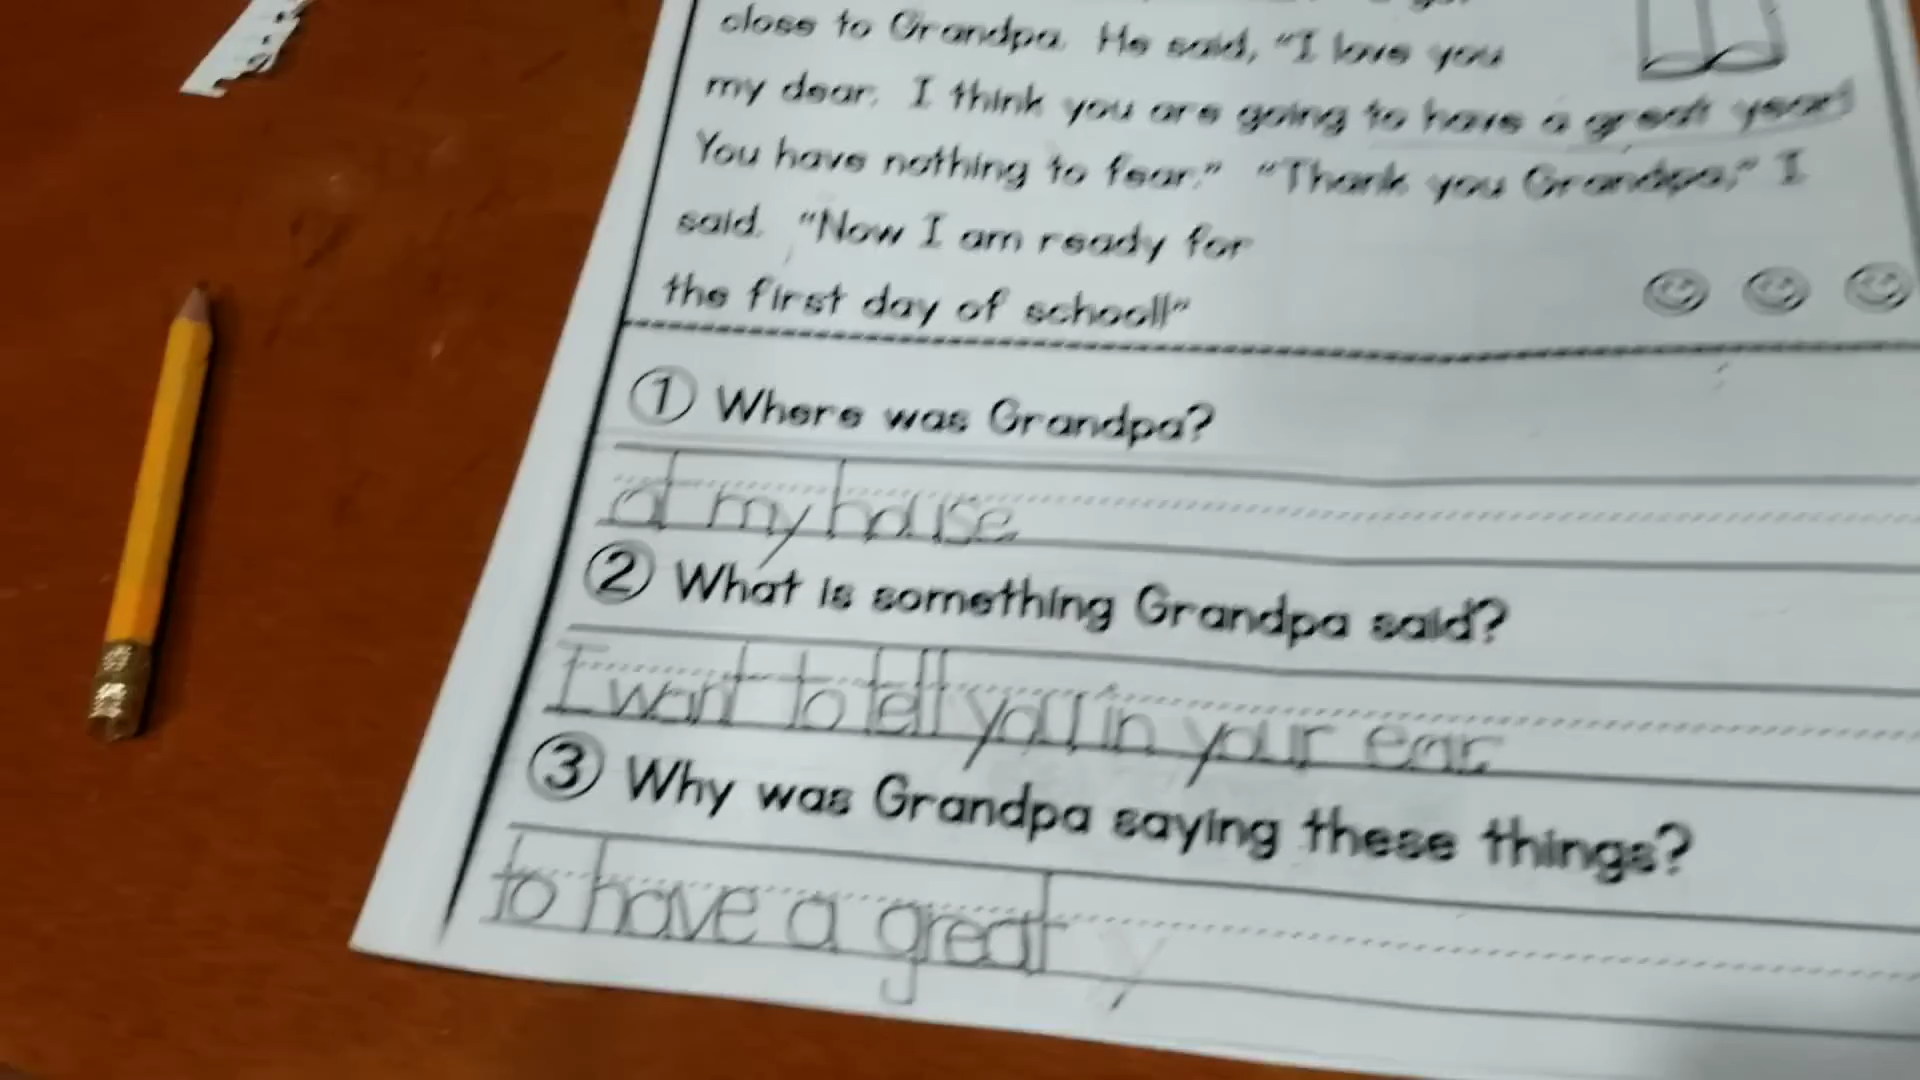 close to Grandpa. He said, "I love you
my dear. I think you are going to have a great year!
You have nothing to fear." "Thank you Grandpa," I
said. "Now I am ready for
the first day of school!"
1 Where was Grandpa?
at my house
2 What is something Grandpa said?
I want to tell you in your ear.
3 Why was Grandpa saying these things?
to have a great y